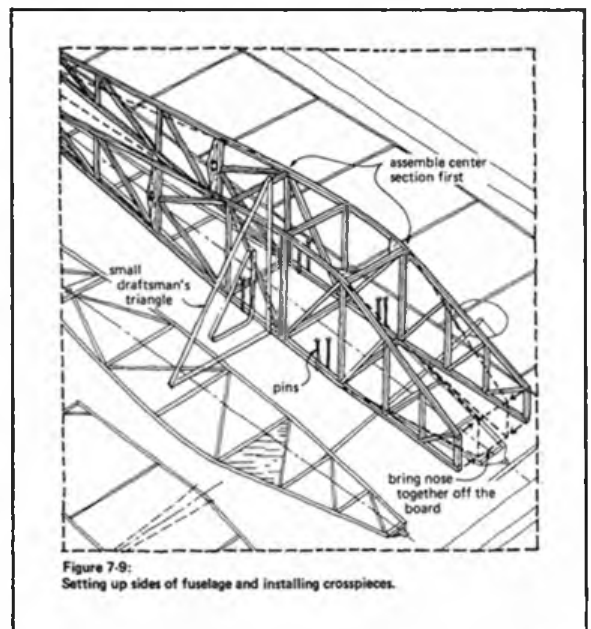 assemble center
section first
small
draftsman's
triangle
pins
bring nose
together off the
board
Figure 7-9:
Setting up sides of fuselage and installing crosspieces.